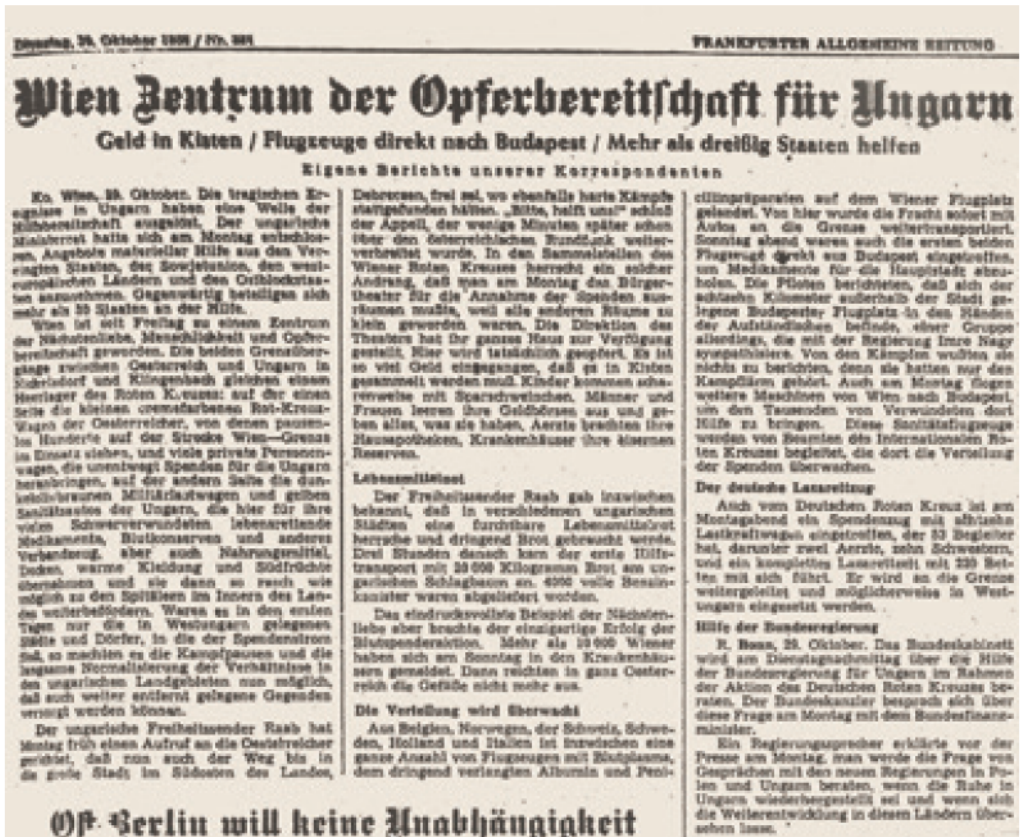 Dienstag, 30. Oktober 1956 / Nr.
FRANKFURTER ALLGEMEINE ZEITUNG
Wien Zentrum der Opferbereitschaft für Ungarn
Geld in Kisten / Flugzeuge direkt nach Budapest / Mehr als dreißig Staaten helfen
Eigene Berichte unserer Korrespondenten
Ko. Wien, 29. Oktober. Die tragischen Er-
eignisse in Ungarn haben eine Welle der
Hilfsbereitschaft ausgelöst. Der ungarische
Ministerrat hatte sich am Montag entschlos-
sen, Angebote materieller Hilfe aus den Ver-
einigten Staaten, der Sowjetunion, den west-
europäischen Ländern und den Ostblockstaa-
ten anzunehmen. Gegenwärtig beteiligen sich
mehr als 35 Staaten an der Hilfe.
Wien ist seit Freitag zu einem Zentrum
der Nächstenliebe, Menschlichkeit und Opfer-
bereitschaft geworden. Die beiden Grenzüber-
gänge zwischen Oesterreich und Ungarn in
Nickelsdorf und Klingenbach gleichen einem
Heerlager des Roten Kreuzes: auf der einen
Seite die kleinen cremefarbenen Rot-Kreuz-
Wagen der Oesterreicher, von denen pausen-
los Hunderte auf der Strecke Wien—Grenze
im Einsatz stehen, und viele private Personen-
wagen, die unentwegt Spenden für die Ungarn
heranbringen, auf der andern Seite die dun-
kelolivbraunen Militärlastwagen und gelben
Sanitätsautos der Ungarn, die hier für ihre
vielen Schwerverwundeten lebensrettende
Medikamente, Blutkonserven und anderes
Verbandzeug, aber auch Nahrungsmittel,
Decken, warme Kleidung und Südfrüchte
übernahmen und sie dann so rasch wie
möglich zu den Spitälern im Innern des Lan-
des weiterbefördern. Waren es in den ersten
Tagen nur die in Westungarn gelegenen
Städte und Dörfer, in die der Spendenstrom
floß, so machten es die Kampfpausen und die
langsame Normalisierung der Verhältnisse in
den ungarischen Landgebieten nun möglich,
daß auch weiter entfernt gelegene Gegenden
versorgt werden können.
Der ungarische Freiheitssender Raab hat
Montag früh einen Aufruf an die Oesterreicher
gerichtet, daß nun auch der Weg bis in
die große Stadt im Südosten des Landes,
Debreczen, frei sei, wo ebenfalls harte Kämpfe
stattgefunden hätten. „Bitte, helft uns!“ schloß
der Appell, der wenige Minuten später schon
über den österreichischen Rundfunk weiter-
verbreitet wurde. In den Sammelstellen des
Wiener Roten Kreuzes herrscht ein solcher
Andrang, daß man am Montag das Bürger-
theater für die Annahme der Spenden aus-
räumen mußte, weil alle anderen Räume zu
klein geworden waren. Die Direktion des
Theaters hat ihr ganzes Haus zur Verfügung
gestellt. Hier wird tatsächlich geopfert. Es ist
so viel Geld eingegangen, daß es in Kisten
gesammelt werden muß. Kinder kommen scha-
renweise mit Sparschweinchen. Männer und
Frauen leeren ihre Geldbörsen aus und ge-
ben alles, was sie haben. Aerzte brachten ihre
Hausapotheken, Krankenhäuser ihre eisernen
Reserven.
Lebensmittelnot
Der Freiheitssender Raab gab inzwischen
bekannt, daß in verschiedenen ungarischen
Städten eine furchtbare Lebensmittelnot
herrsche und dringend Brot gebraucht werde.
Drei Stunden danach kam der erste Hilfs-
transport mit 20 000 Kilogramm Brot am un-
garischen Schlagbaum an. 4000 volle Benzin-
kanister waren abgeliefert worden.
Das eindrucksvollste Beispiel der Nächsten-
liebe aber brachte der einzigartige Erfolg der
Blutspendenaktion. Mehr als 10 000 Wiener
haben sich am Sonntag in den Krankenhäu-
sern gemeldet. Dann reichten in ganz Oester-
reich die Gefäße nicht mehr aus.
Die Verteilung wird überwacht
Aus Belgien, Norwegen, der Schweiz, Schwe-
den, Holland und Italien ist inzwischen eine
ganze Anzahl von Flugzeugen mit Blutplasma,
dem dringend verlangten Albumin und Peni-
cillinpräparaten auf dem Wiener Flugplatz
gelandet. Von hier wurde die Fracht sofort mit
Autos an die Grenze weitertransportiert.
Sonntag abend waren auch die ersten beiden
Flugzeuge direkt aus Budapest eingetroffen,
um Medikamente für die Hauptstadt abzu-
holen. Die Piloten berichteten, daß sich der
achtzehn Kilometer außerhalb der Stadt ge-
legene Budapester Flugplatz in den Händen
der Aufständischen befinde, einer Gruppe
allerdings, die mit der Regierung Imre Nagy
sympathisiere. Von den Kämpfen wußten sie
nichts zu berichten, denn sie hatten nur den
Kampflärm gehört. Auch am Montag flogen
weitere Maschinen von Wien nach Budapest,
um den Tausenden von Verwundeten dort
Hilfe zu bringen. Diese Sanitätsflugzeuge
werden von Beamten des Internationalen Ro-
ten Kreuzes begleitet, die dort die Verteilung
der Spenden überwachen.
Der deutsche Lazarettzug
Auch vom Deutschen Roten Kreuz ist am
Montagabend ein Spendenzug mit achtzehn
Lastkraftwagen eingetroffen, der 53 Begleiter
hat, darunter zwei Aerzte, zehn Schwestern,
und ein komplettes Lazarettzelt mit 220 Bet-
ten mit sich führt. Er wird an die Grenze
weitergeleitet und möglicherweise in West-
ungarn eingesetzt werden.
Hilfe der Bundesregierung
R. Bonn, 29. Oktober. Das Bundeskabinett
wird am Dienstagnachmittag über die Hilfe
der Bundesregierung für Ungarn im Rahmen
der Aktion des Deutschen Roten Kreuzes be-
raten. Der Bundeskanzler besprach sich über
diese Frage am Montag mit dem Bundesfinanz-
minister.
Ein Regierungssprecher erklärte vor der
Presse am Montag, man werde die Frage von
Gesprächen mit den neuen Regierungen in Po-
len und Ungarn beraten, wenn die Ruhe in
Ungarn wiederhergestellt sei und wenn sich
die Weiterentwicklung in diesen Ländern über-
sehen lasse.
Ost-Berlin will keine Unabhängigkeit